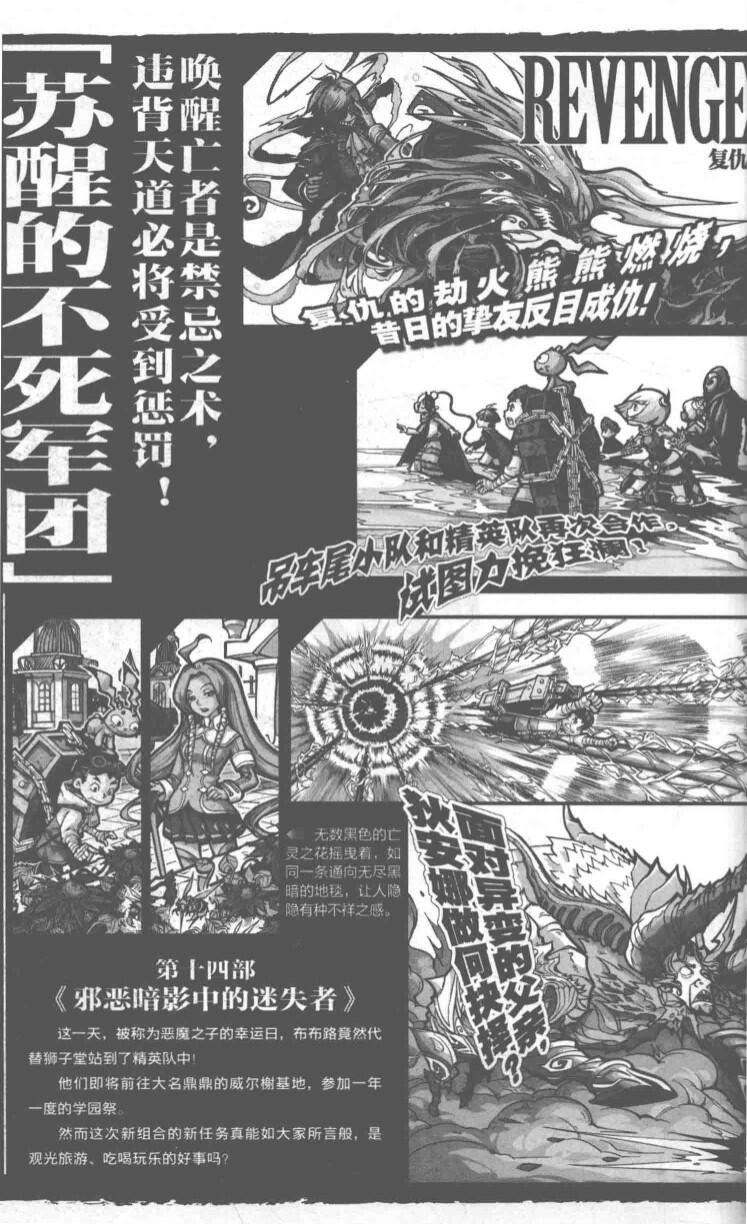 「苏醒的不死军团」
唤醒亡者是禁忌之术，
违背天道必将受到惩罚！
REVENGE
复仇
复仇的劫火熊熊燃烧，
昔日的挚友反目成仇！
吊车尾小队和精英队再次合作，
试图力挽狂澜？
无数黑色的亡
灵之花摇曳着，如
同一条通向无尽黑
暗的地毯，让人隐
隐有种不祥之感。
面对异变的父亲，
狄安娜做何抉择？
第十四部
《邪恶暗影中的迷失者》
这一天，被称为恶魔之子的幸运日，布布路竟然代
替狮子堂站到了精英队中！
他们即将前往大名鼎鼎的威尔榭基地，参加一年
一度的学园祭。
然而这次新组合的新任务真能如大家所言般，是
观光旅游、吃喝玩乐的好事吗？